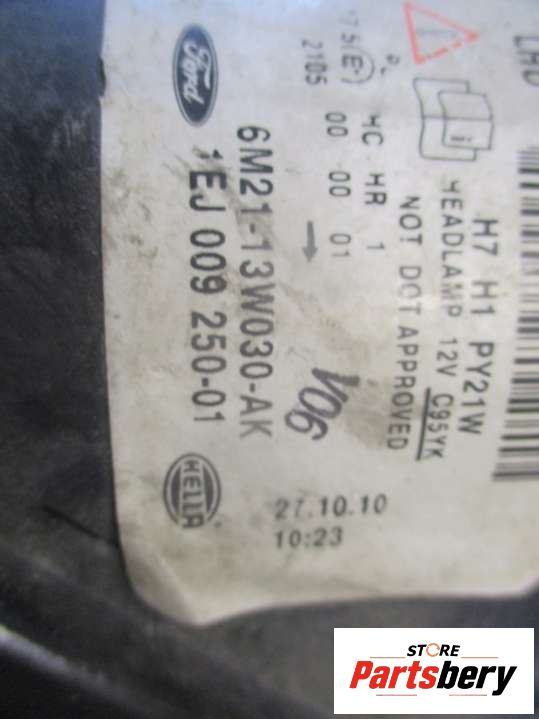 Ford
6M21-13W030-AK
1EJ 009 250-01
HELLA
2105
HC HR 1
00 00 01
H7 H1 PY21W
HEADLAMP 12V C95YK
NOT DOT APPROVED
V06
27.10.10
10:23
LHD
STORE
Partsbery